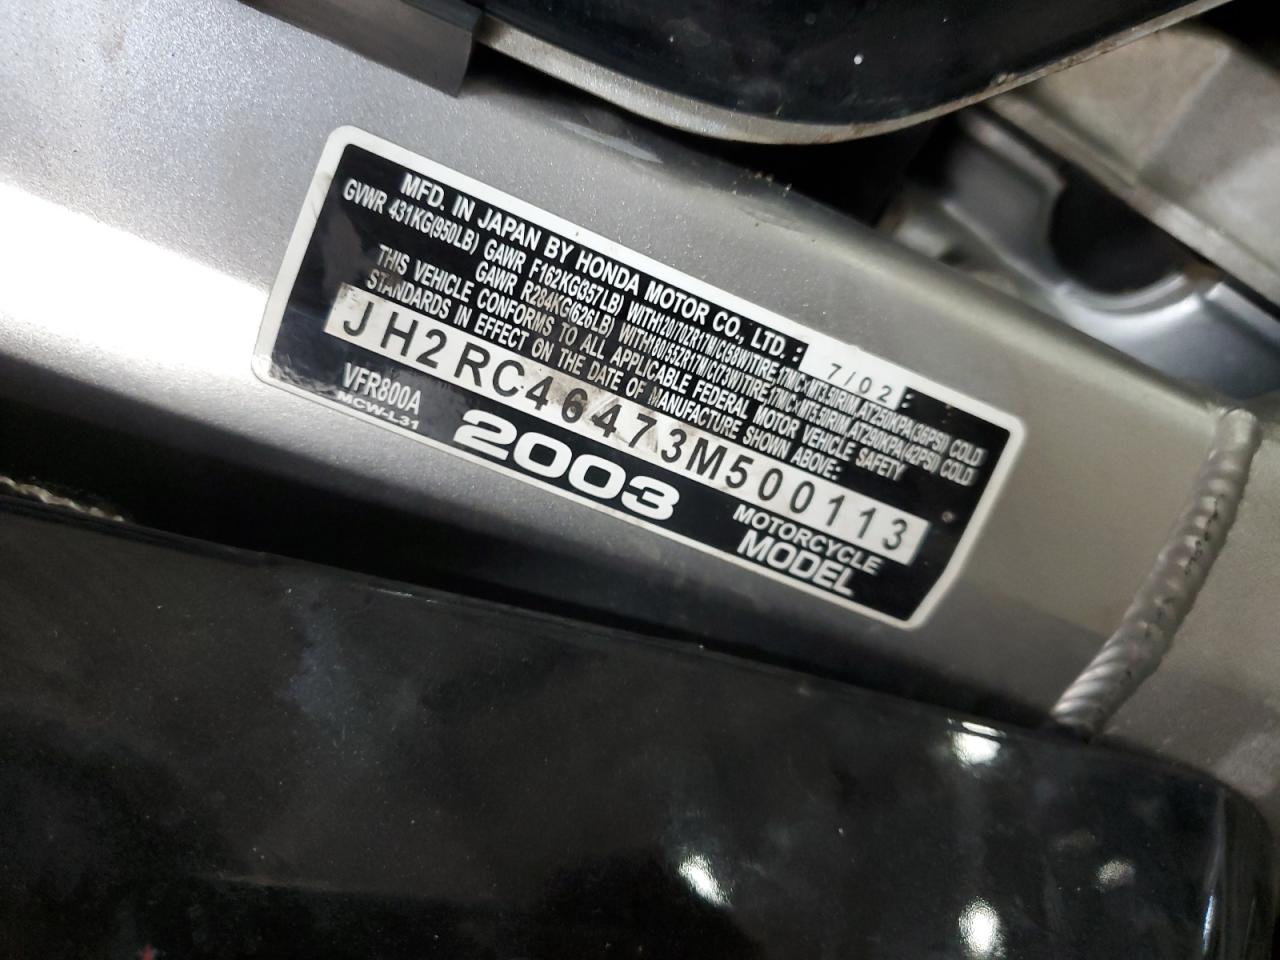 MFD. IN JAPAN BY HONDA MOTOR CO., LTD. : 7/02
GVWR 431KG(950LB) GAWR F162KG(357LB) WITH120/70ZR17M/C(58W)TIRE,17M/C×MT3.50RIM,AT250KPA(36PSI) COLD
GAWR R284KG(626LB) WITH180/55ZR17M/C(73W)TIRE,17M/C×MT5.50RIM,AT290KPA(42PSI) COLD
THIS VEHICLE CONFORMS TO ALL APPLICABLE FEDERAL MOTOR VEHICLE SAFETY
STANDARDS IN EFFECT ON THE DATE OF MANUFACTURE SHOWN ABOVE:
JH2RC46473M500113
VFR800A
MCW-L31
2003
MOTORCYCLE
MODEL